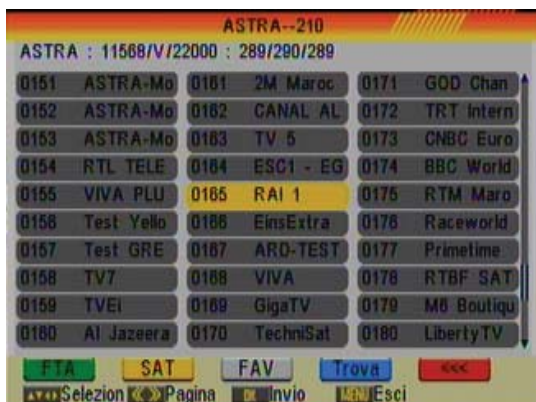 ASTRA--210
ASTRA : 11568/V/22000 : 289/290/289
0151 ASTRA-Mo 0161 2M Maroc 0171 GOD Chan
0152 ASTRA-Mo 0162 CANAL AL 0172 TRT Intern
0153 ASTRA-Mo 0163 TV 5 0173 CNBC Euro
0154 RTL TELE 0164 ESC1 - EG 0174 BBC World
0155 VIVA PLU 0165 RAI 1 0175 RTM Maro
0156 Test Yello 0166 EinsExtra 0176 Raceworld
0157 Test GRE 0167 ARD-TEST 0177 Primetime
0158 TV7 0168 VIVA 0178 RTBF SAT
0159 TVEi 0169 GigaTV 0179 M6 Boutiqu
0160 Al Jazeera 0170 TechniSat 0180 Liberty TV
FTA SAT FAV Trova <<<
Selezion Pagina OK Invio MENU Esci